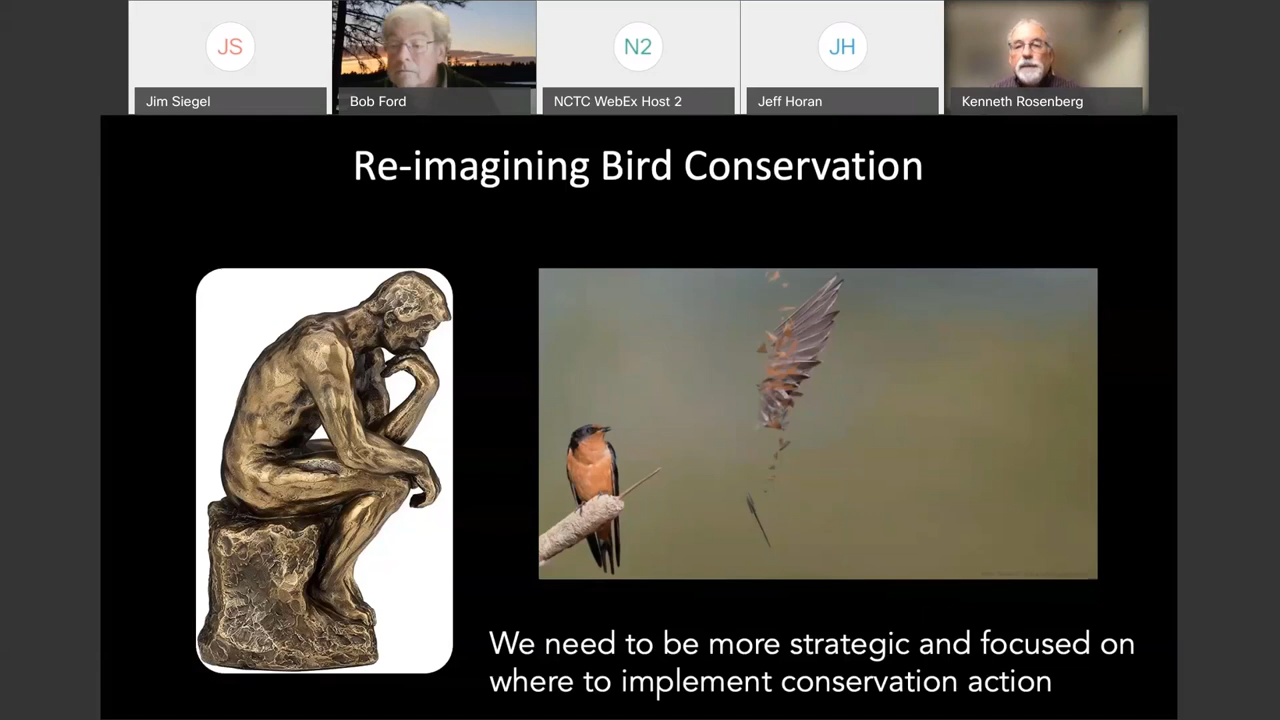 JS
N2
JH
Jim Siegel
Bob Ford
NCTC WebEx Host 2
Jeff Horan
Kenneth Rosenberg
Re-imagining Bird Conservation
We need to be more strategic and focused on
where to implement conservation action